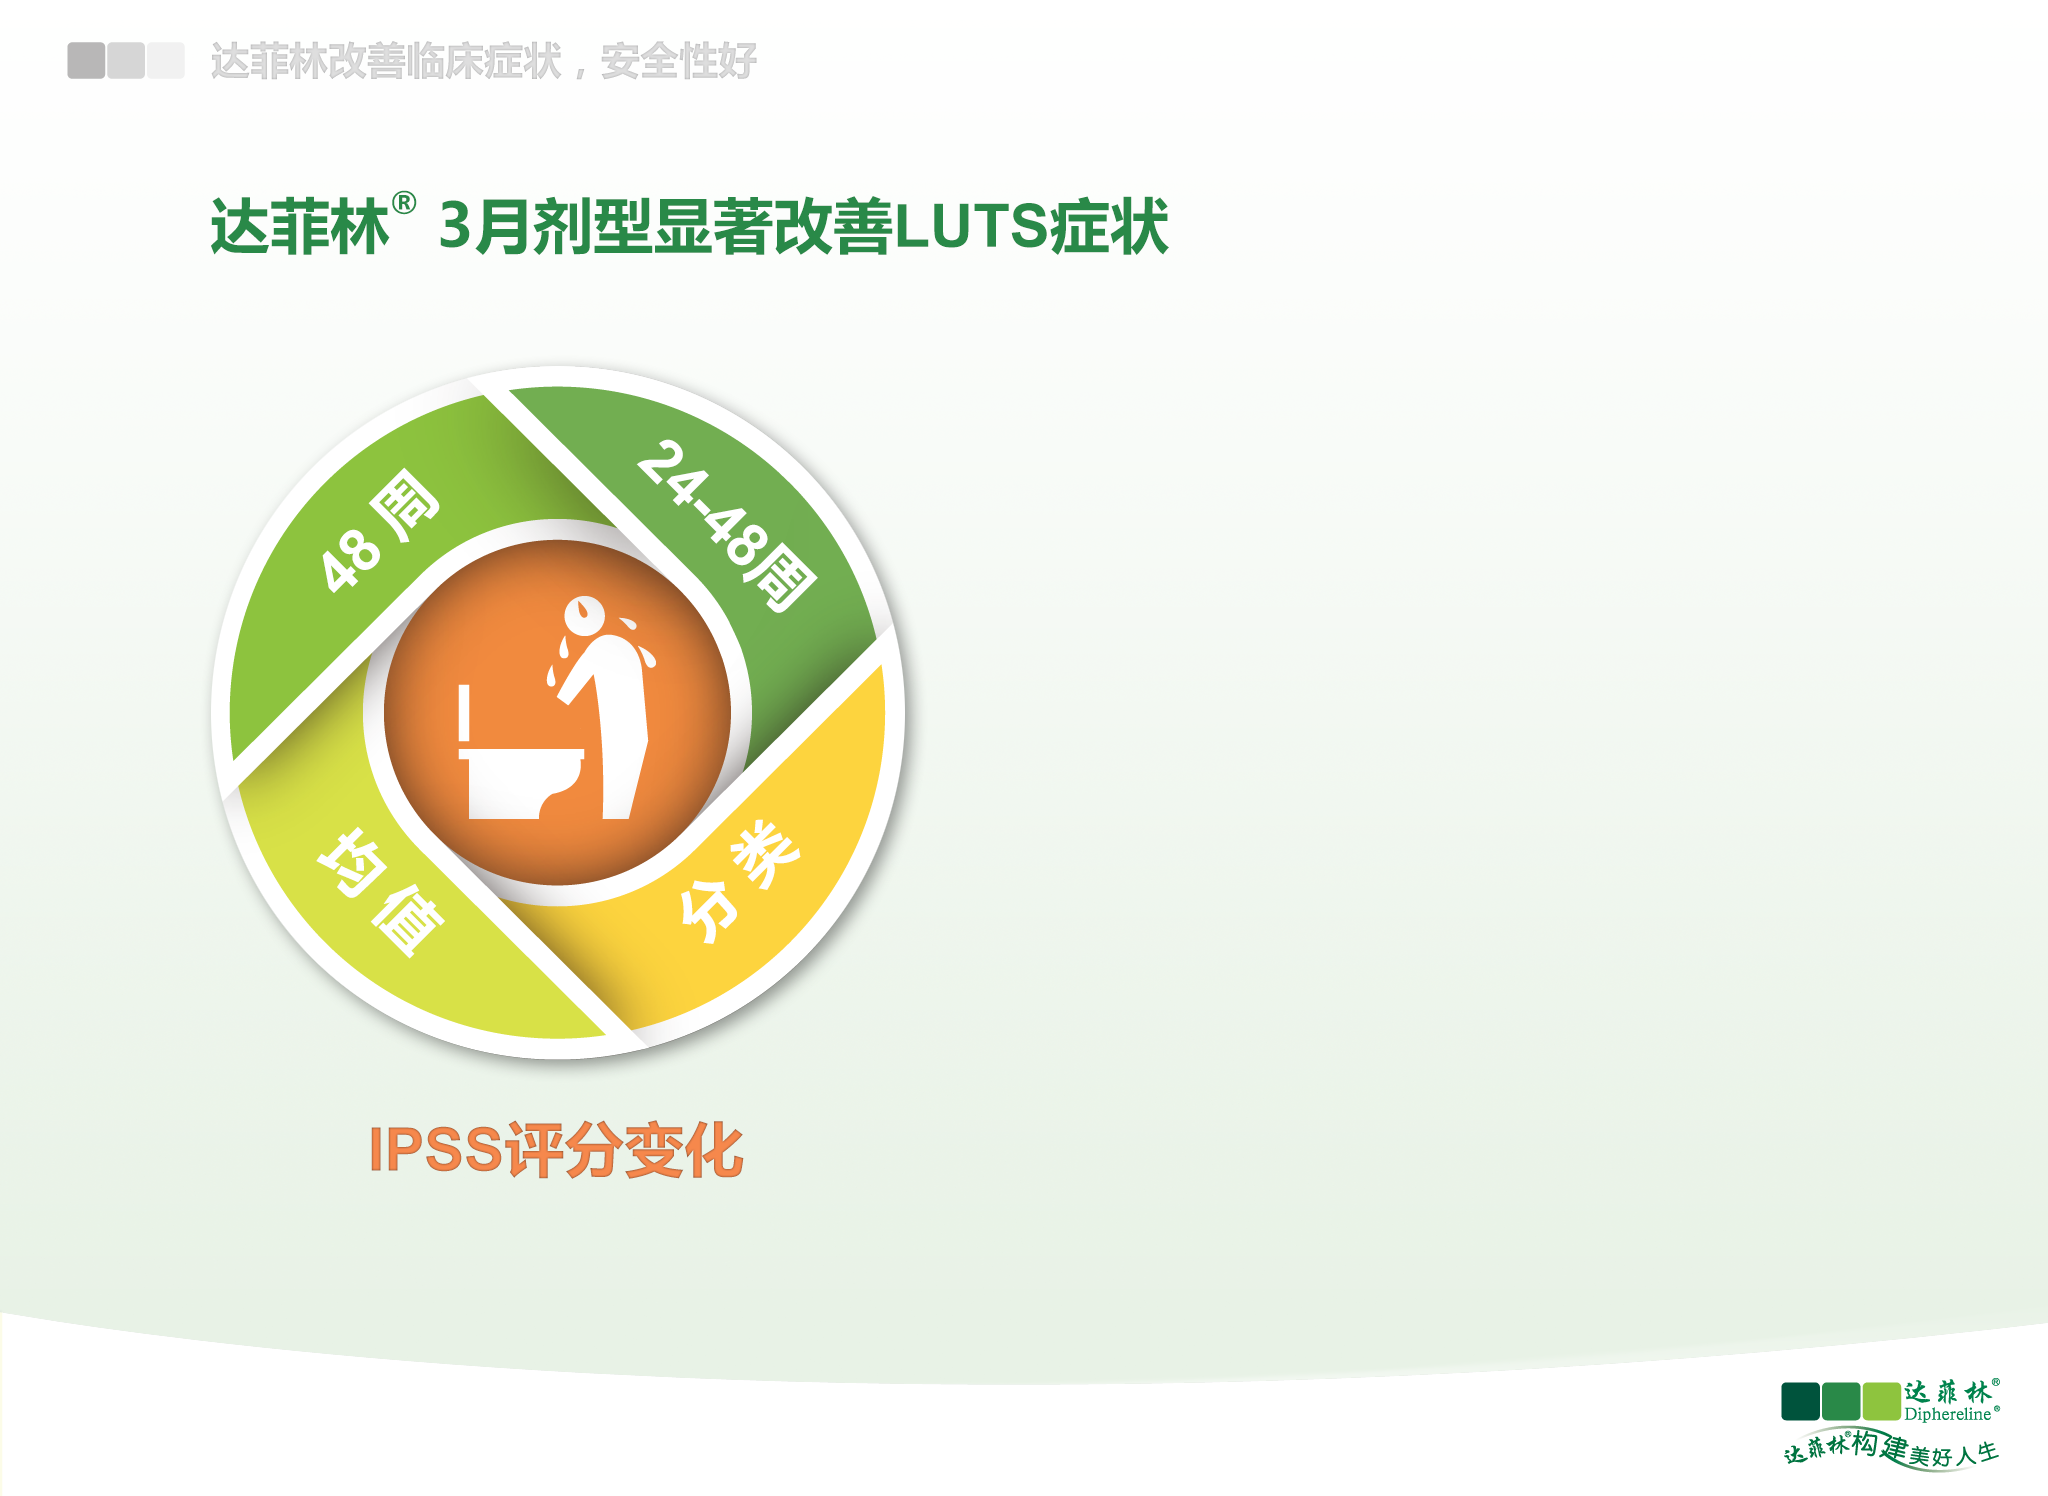 达菲林改善临床症状，安全性好
达菲林® 3月剂型显著改善LUTS症状
48周
24-48周
均值
分类
IPSS评分变化
达菲林®
Diphereline®
达菲林®构建美好人生